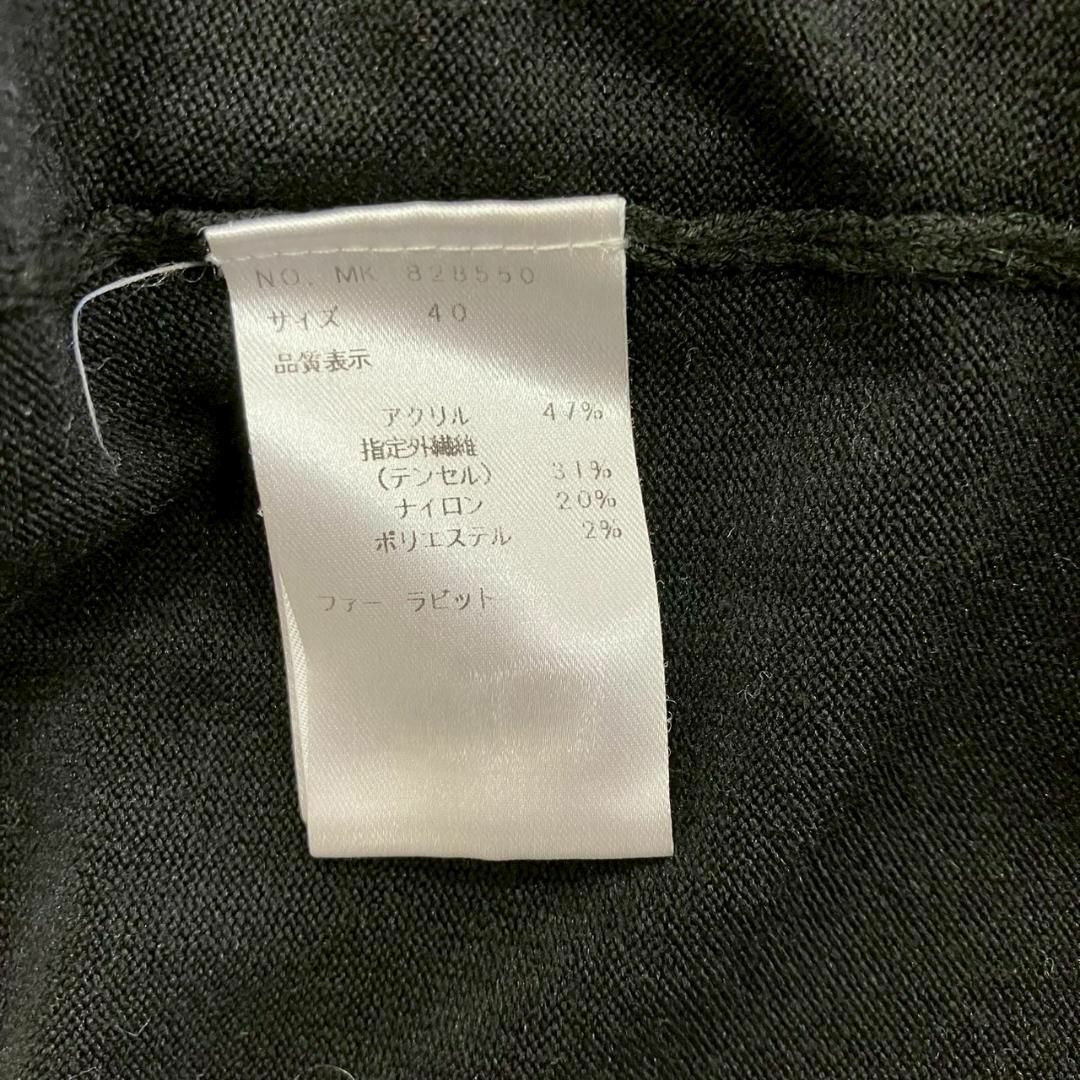 NO. MK 828550
サイズ 40
品質表示
アクリル 47%
指定外繊維
(テンセル) 31%
ナイロン 20%
ポリエステル 2%
ファー ラビット